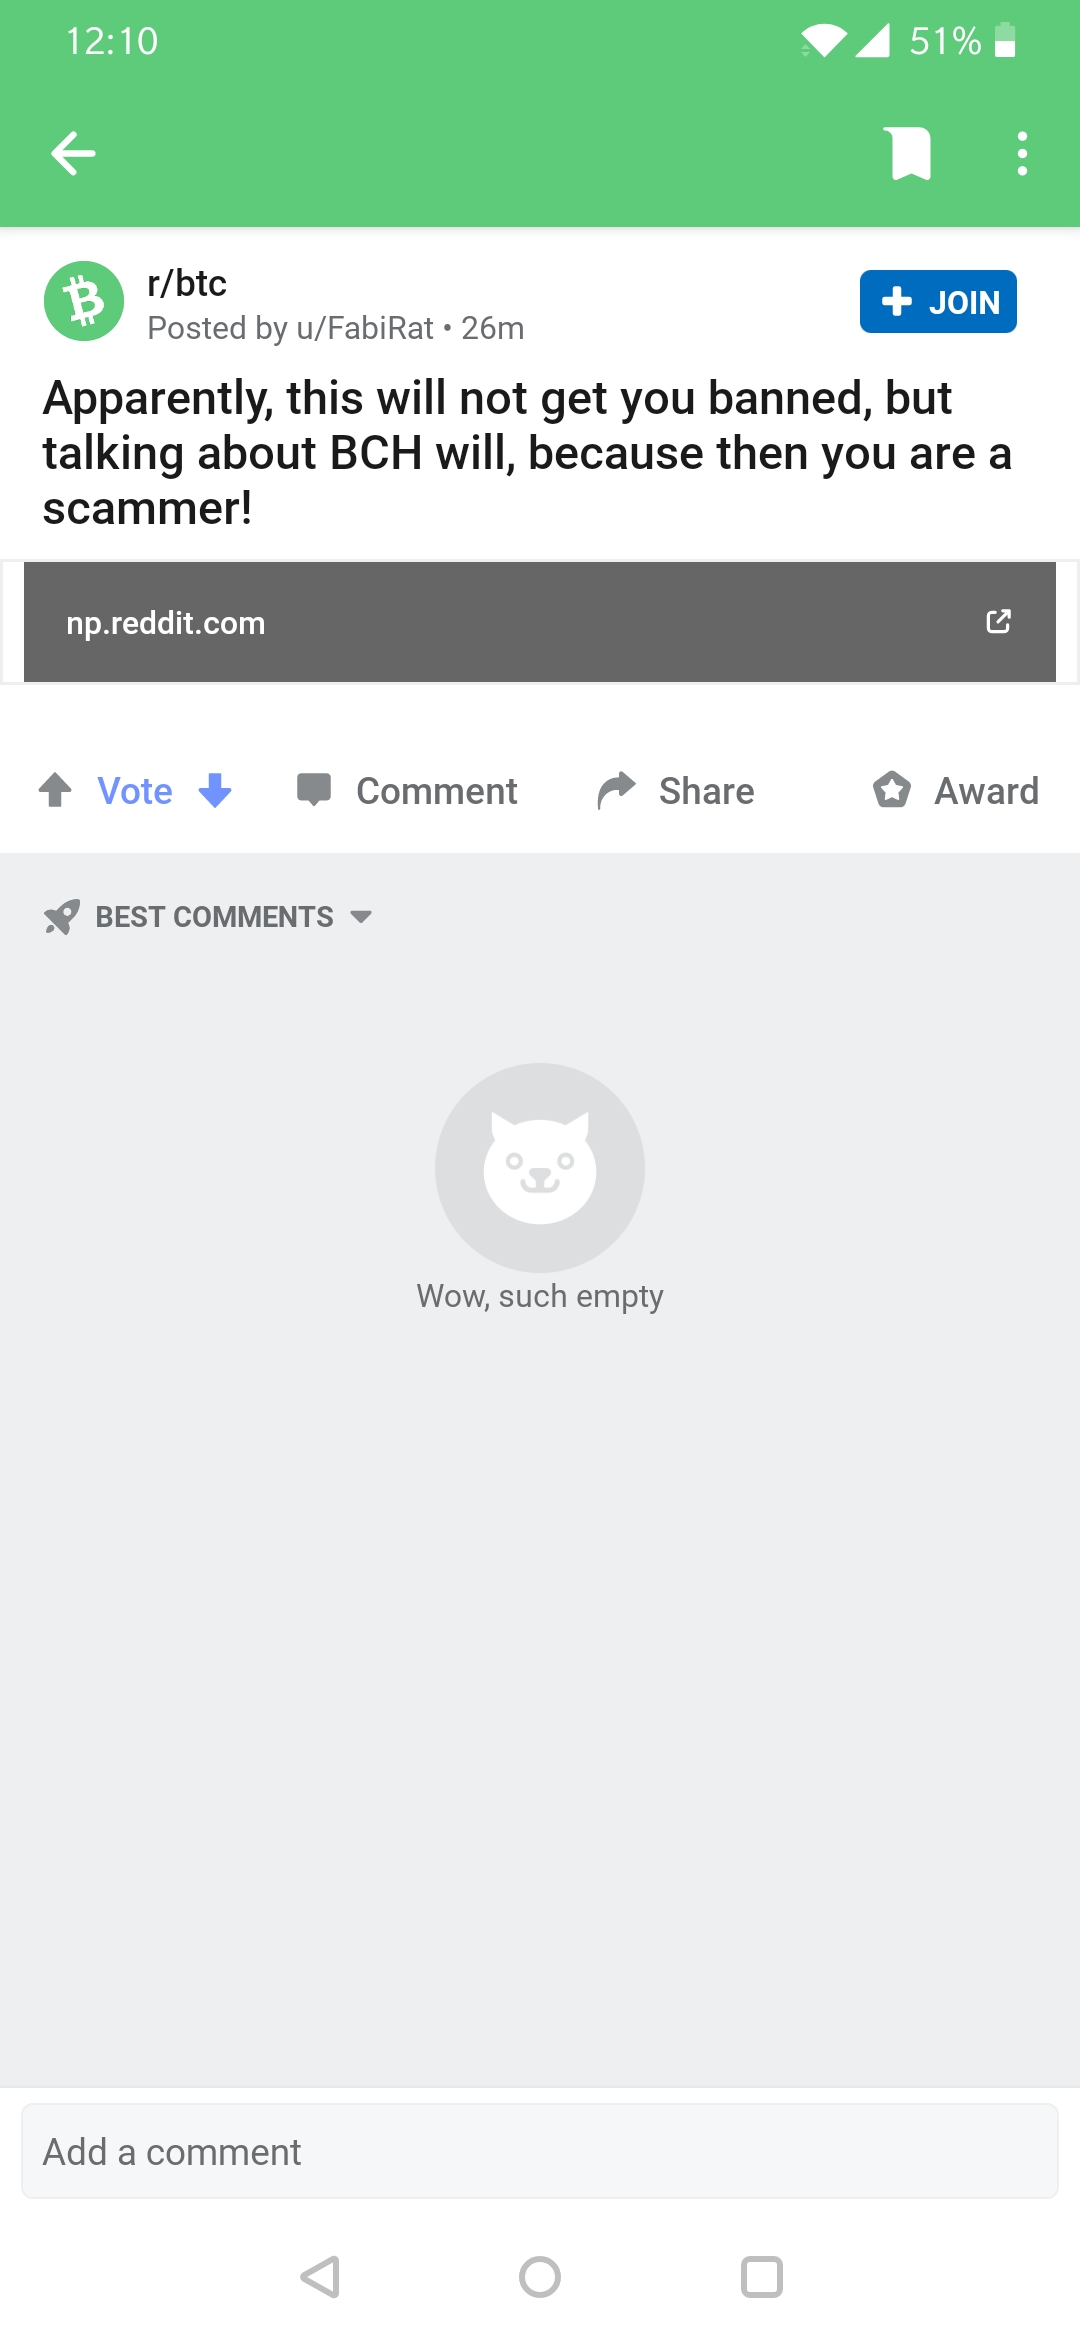 12:10
51%
r/btc
Posted by u/FabiRat • 26m
JOIN
Apparently, this will not get you banned, but
talking about BCH will, because then you are a
scammer!
np.reddit.com
Vote
Comment
Share
Award
BEST COMMENTS
Wow, such empty
Add a comment